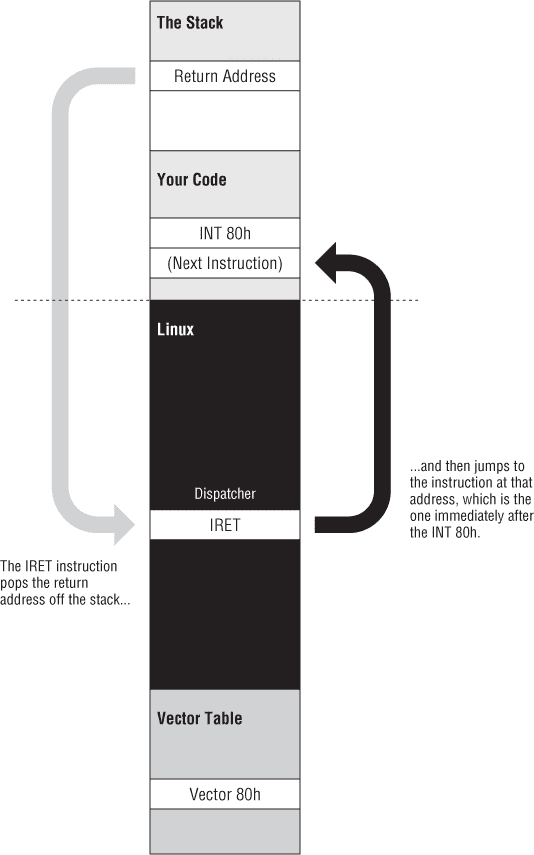 The Stack
Return Address
Your Code
INT 80h
(Next Instruction)
Linux
Dispatcher
IRET
The IRET instruction
pops the return
address off the stack...
...and then jumps to
the instruction at that
address, which is the
one immediately after
the INT 80h.
Vector Table
Vector 80h